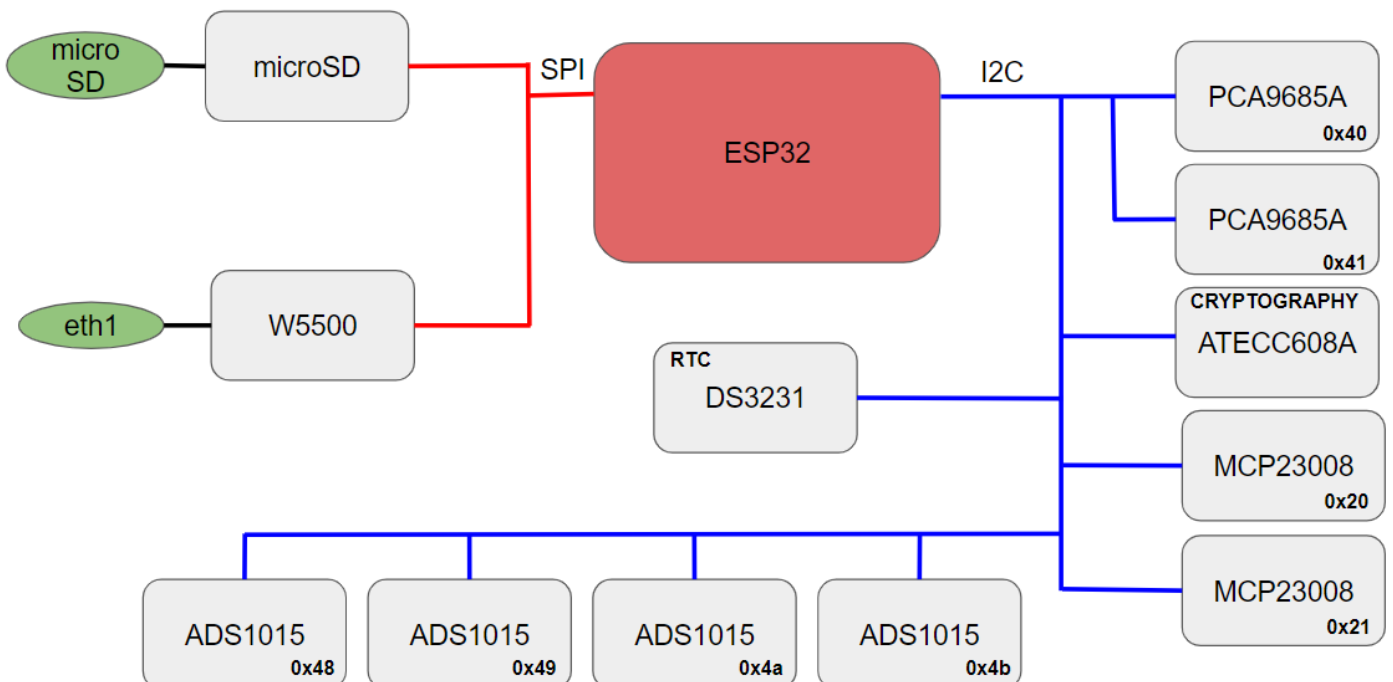 micro
SD
microSD
SPI
ESP32
I2C
PCA9685A
0x40
PCA9685A
0x41
eth1
W5500
CRYPTOGRAPHY
ATECC608A
RTC
DS3231
MCP23008
0x20
MCP23008
0x21
ADS1015
0x48
ADS1015
0x49
ADS1015
0x4a
ADS1015
0x4b